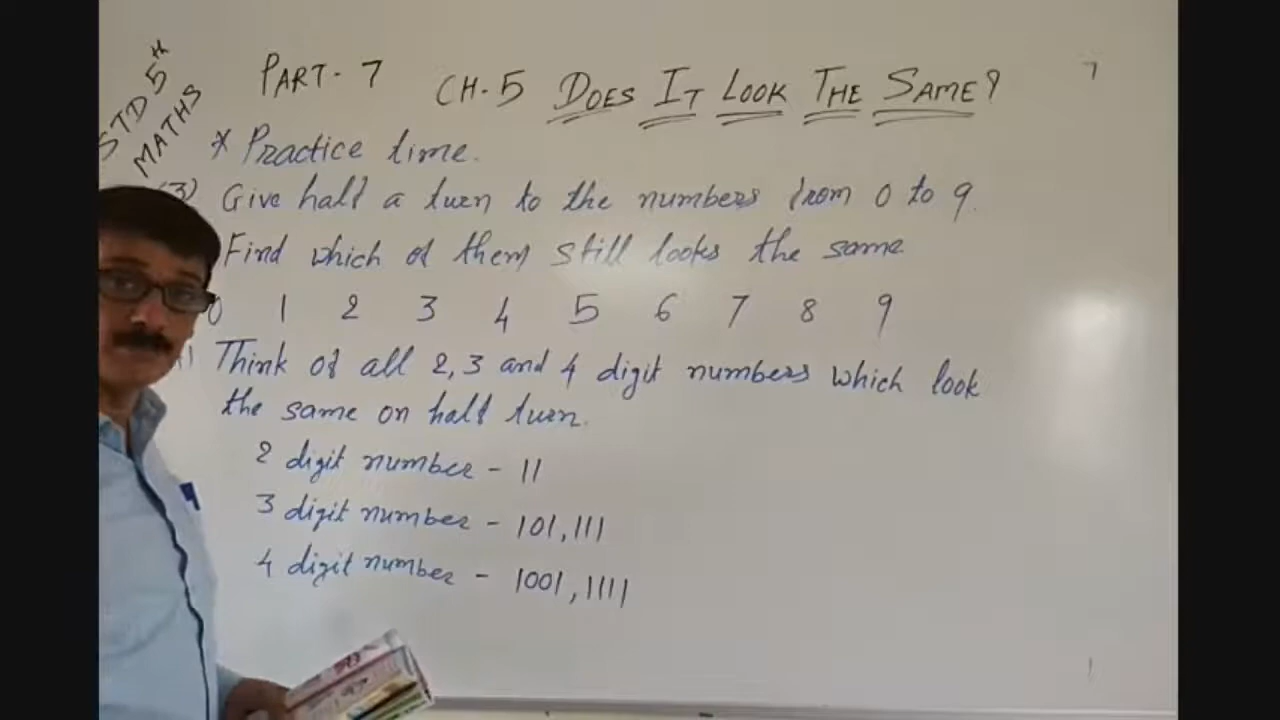 STD 5th
MATHS
PART- 7 CH-5 DOES IT LOOK THE SAME? 7
* Practice time.
(3) Give half a turn to the numbers from 0 to 9.
Find which of them still looks the same
0 1 2 3 4 5 6 7 8 9
Think of all 2,3 and 4 digit numbers which look
the same on half turn.
2 digit number - 11
3 digit number - 101,111
4 digit number - 1001,1111